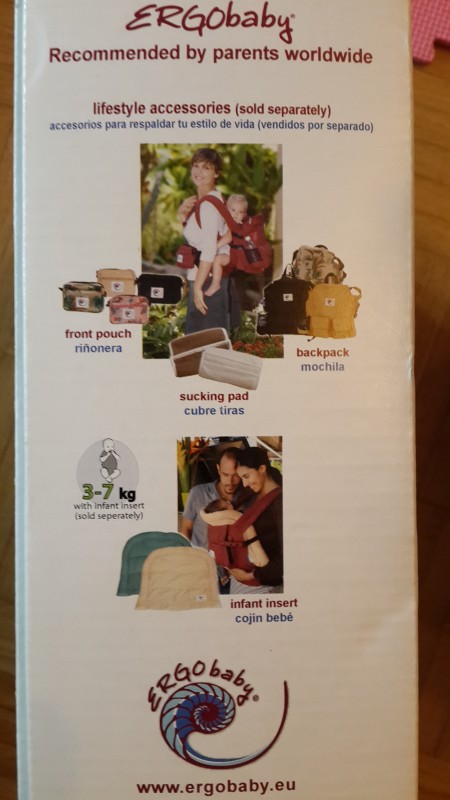 ERGObaby®
Recommended by parents worldwide
lifestyle accessories (sold separately)
accesorios para respaldar tu estilo de vida (vendidos por separado)
front pouch
riñonera
backpack
mochila
sucking pad
cubre tiras
3-7 kg
with infant insert
(sold seperately)
infant insert
cojin bebé
ERGObaby®
www.ergobaby.eu